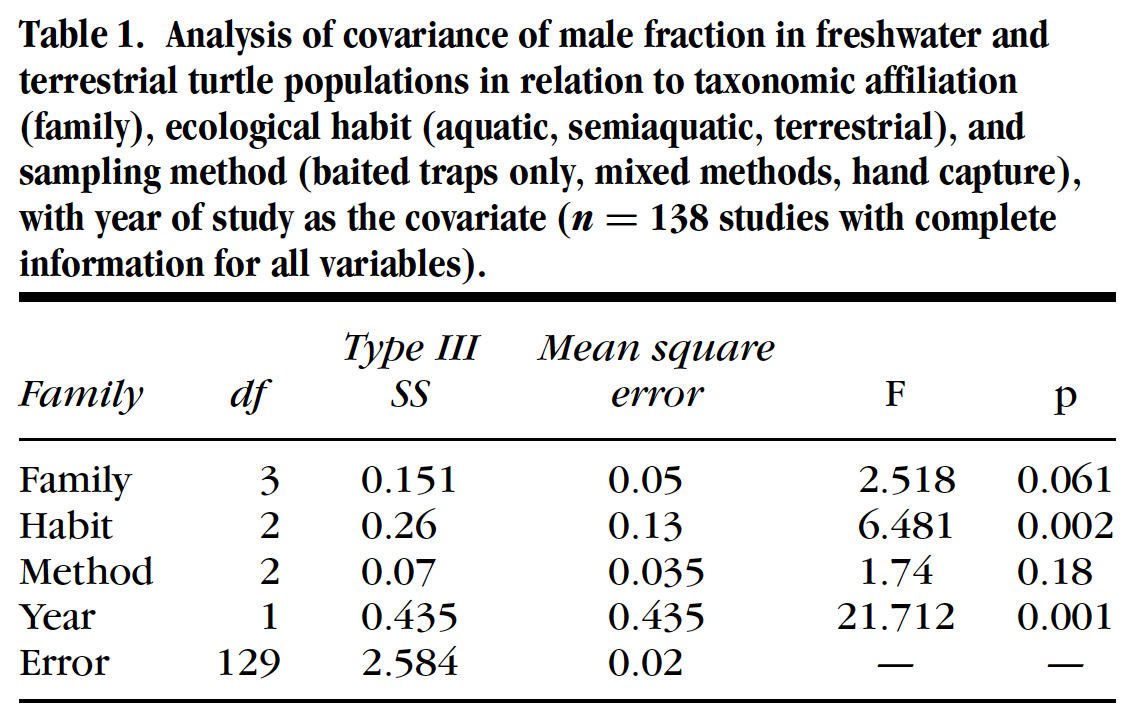 Table 1. Analysis of covariance of male fraction in freshwater and
terrestrial turtle populations in relation to taxonomic affiliation
(family), ecological habit (aquatic, semiaquatic, terrestrial), and
sampling method (baited traps only, mixed methods, hand capture),
with year of study as the covariate (n = 138 studies with complete
information for all variables).
Type III Mean square
Family df SS error F p
Family 3 0.151 0.05 2.518 0.061
Habit 2 0.26 0.13 6.481 0.002
Method 2 0.07 0.035 1.74 0.18
Year 1 0.435 0.435 21.712 0.001
Error 129 2.584 0.02 — —